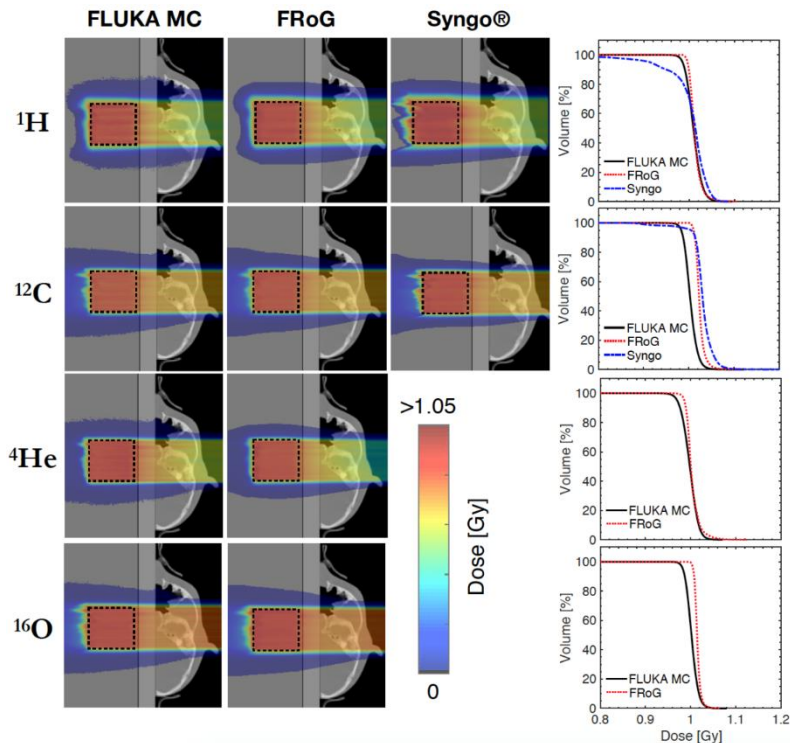 FLUKA MC FRoG Syngo®
¹H
100
80
60
40
20
0
Volume [%]
FLUKA MC
FRoG
Syngo
¹²C
100
80
60
40
20
0
Volume [%]
FLUKA MC
FRoG
Syngo
⁴He
>1.05
Dose [Gy]
0
100
80
60
40
20
0
Volume [%]
FLUKA MC
FRoG
¹⁶O
100
80
60
40
20
0
Volume [%]
FLUKA MC
FRoG
0.8 0.9 1 1.1 1.2
Dose [Gy]